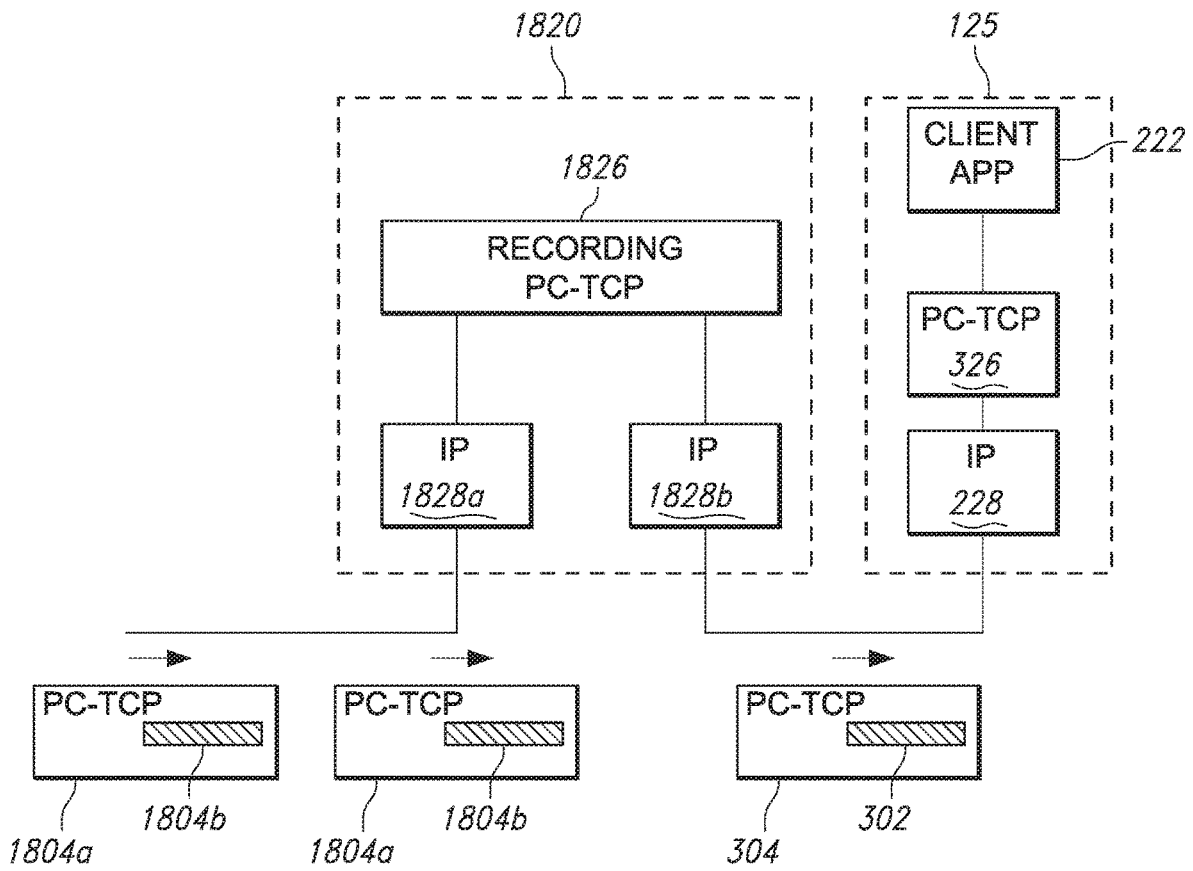 1820
125
CLIENT
APP
222
1826
RECORDING
PC-TCP
PC-TCP
326
IP
1828a
IP
1828b
IP
228
PC-TCP
1804b
1804a
PC-TCP
1804b
1804a
PC-TCP
302
304